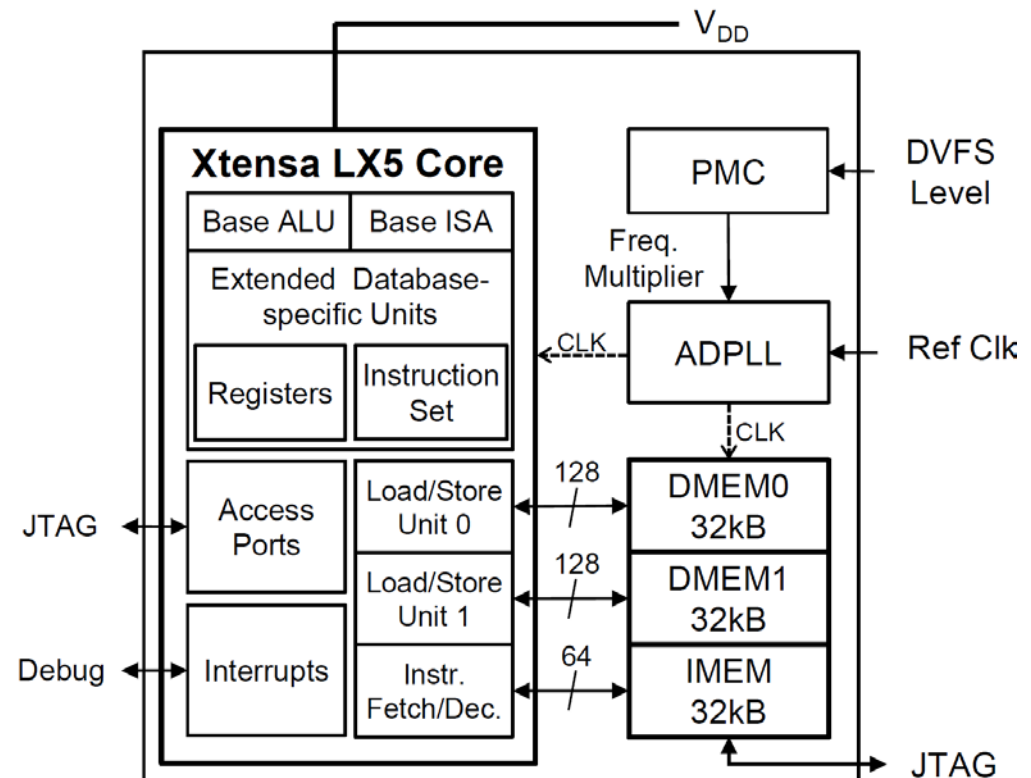 V_DD
Xtensa LX5 Core
Base ALU
Base ISA
Extended Database-
specific Units
Registers
Instruction
Set
Access
Ports
Interrupts
Load/Store
Unit 0
Load/Store
Unit 1
Instr.
Fetch/Dec.
JTAG
Debug
PMC
DVFS
Level
Freq.
Multiplier
ADPLL
Ref Clk
CLK
CLK
128
128
64
DMEM0
32kB
DMEM1
32kB
IMEM
32kB
JTAG